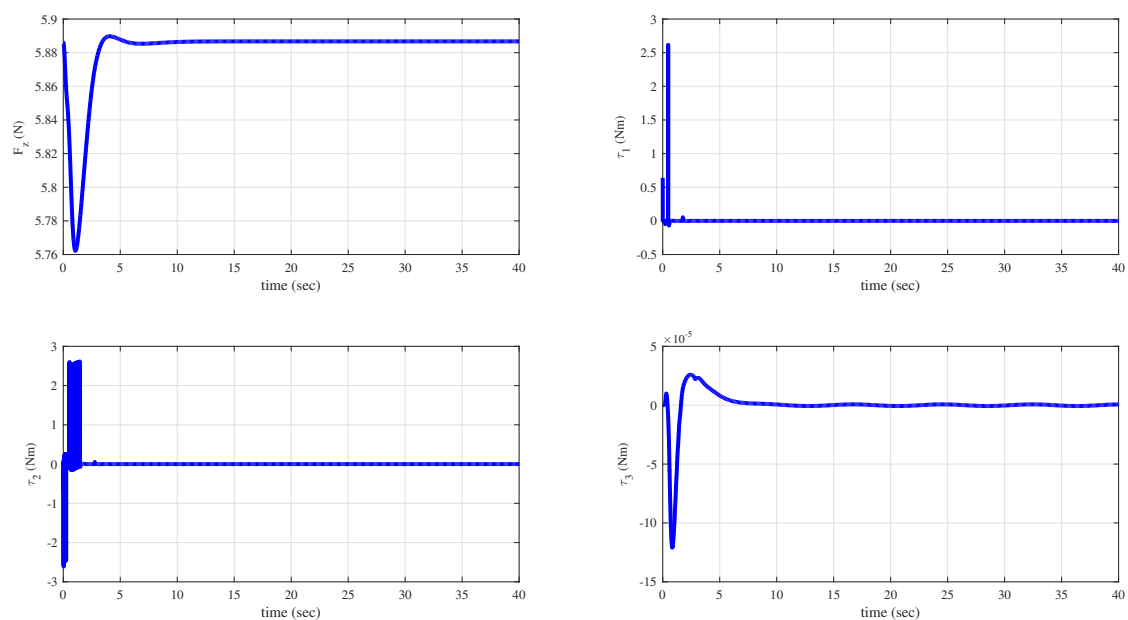 5.9
5.88
5.86
5.84
5.82
5.8
5.78
5.76
F_z (N)
0 5 10 15 20 25 30 35 40
time (sec)
3
2.5
2
1.5
1
0.5
0
-0.5
τ_1 (Nm)
0 5 10 15 20 25 30 35 40
time (sec)
3
2
1
0
-1
-2
-3
τ_2 (Nm)
0 5 10 15 20 25 30 35 40
time (sec)
×10^-5
5
0
-5
-10
-15
τ_3 (Nm)
0 5 10 15 20 25 30 35 40
time (sec)